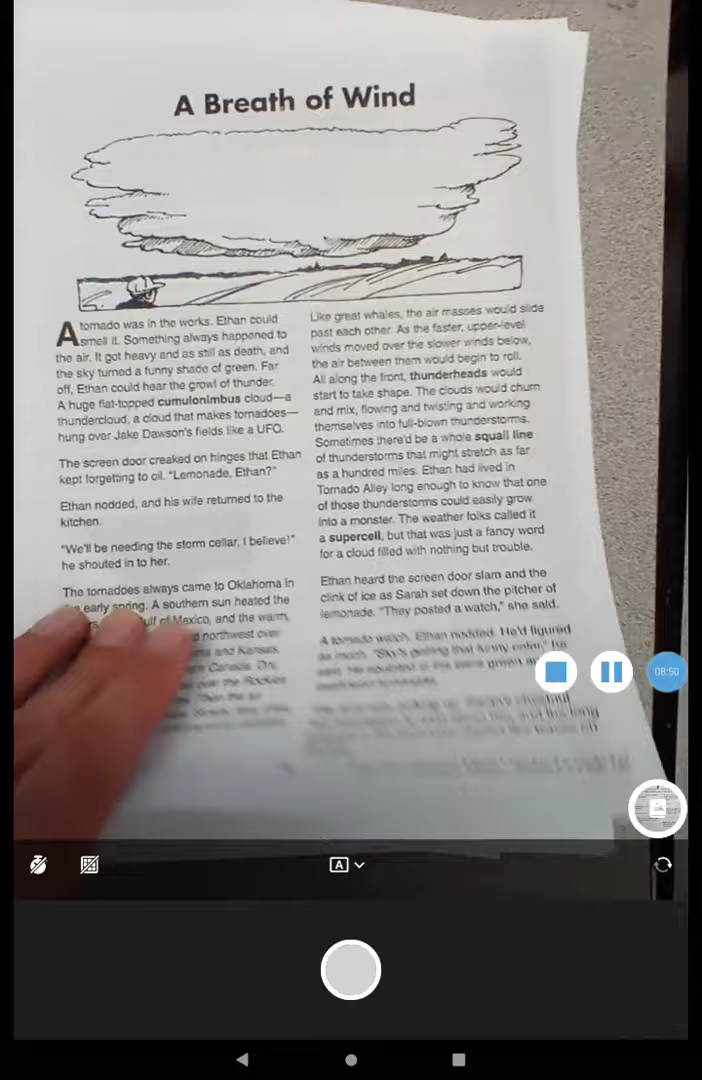 A Breath of Wind
A tornado was in the works. Ethan could
smell it. Something always happened to
the air. It got heavy and as still as death, and
the sky turned a funny shade of green. Far
off, Ethan could hear the growl of thunder.
A huge flat-topped cumulonimbus cloud—a
thundercloud, a cloud that makes tornadoes—
hung over Jake Dawson's fields like a UFO.
The screen door creaked on hinges that Ethan
kept forgetting to oil. "Lemonade, Ethan?"
Ethan nodded, and his wife returned to the
kitchen.
"We'll be needing the storm cellar, I believe!"
he shouted in to her.
The tornadoes always came to Oklahoma in
early spring. A southern sun heated the
of Mexico, and the warm,
northwest over
and Kansas.
Canada.
over the Rockies
Like great whales, the air masses would slide
past each other. As the faster, upper-level
winds moved over the slower winds below,
the air between them would begin to roll.
All along the front, thunderheads would
start to take shape. The clouds would churn
and mix, flowing and twisting and working
themselves into full-blown thunderstorms.
Sometimes there'd be a whole squall line
of thunderstorms that might stretch as far
as a hundred miles. Ethan had lived in
Tornado Alley long enough to know that one
of those thunderstorms could easily grow
into a monster. The weather folks called it
a supercell, but that was just a fancy word
for a cloud filled with nothing but trouble.
Ethan heard the screen door slam and the
clink of ice as Sarah set down the pitcher of
lemonade. "They posted a watch," she said.
A tornado watch. Ethan nodded. He'd figured
as much. "Sky's getting that funny color," he
said.
08:50
A